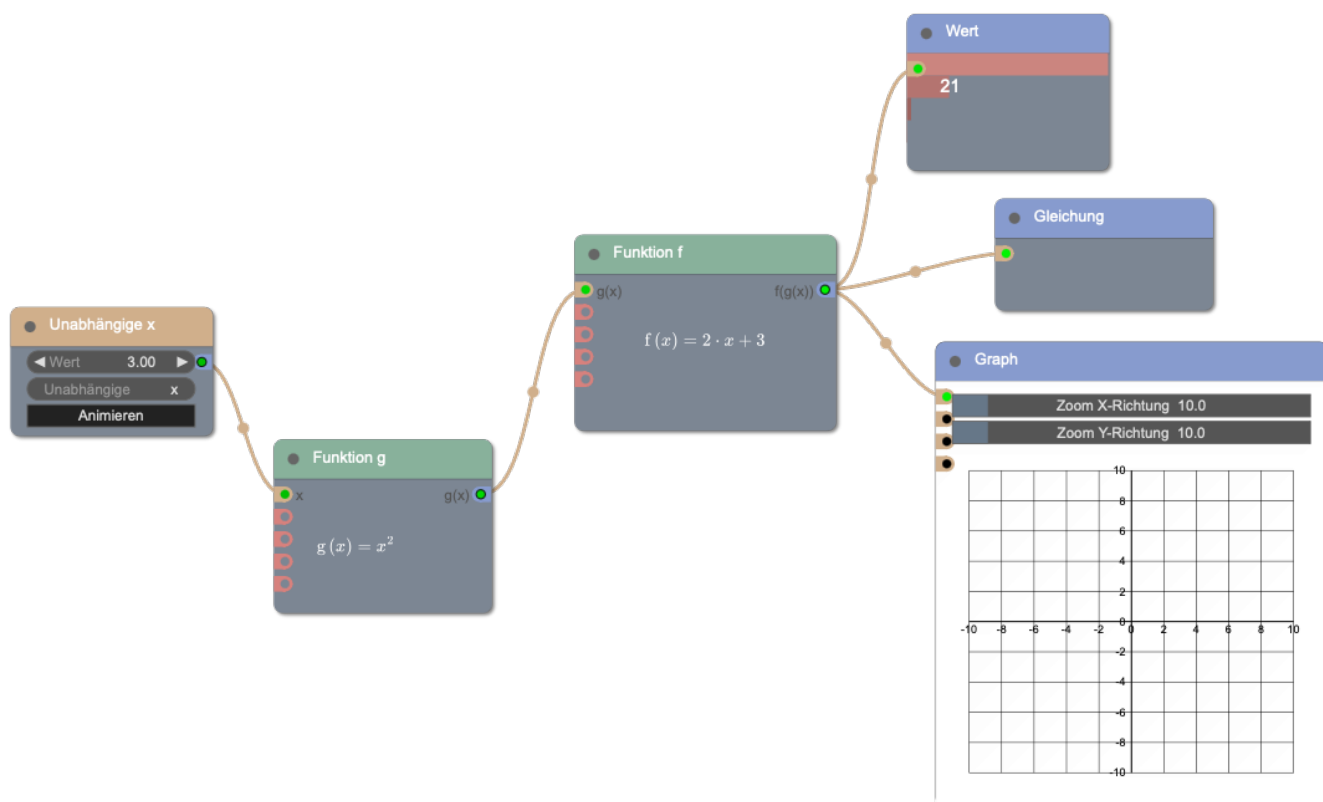 Wert
21
Gleichung
Funktion f
g(x) f(g(x))
f (x) = 2 · x + 3
Unabhängige x
Wert 3.00
Unabhängige x
Animieren
Funktion g
x g(x)
g (x) = x²
Graph
Zoom X-Richtung 10.0
Zoom Y-Richtung 10.0
10
8
6
4
2
0
-10 -8 -6 -4 -2 0 2 4 6 8 10
-2
-4
-6
-8
-10